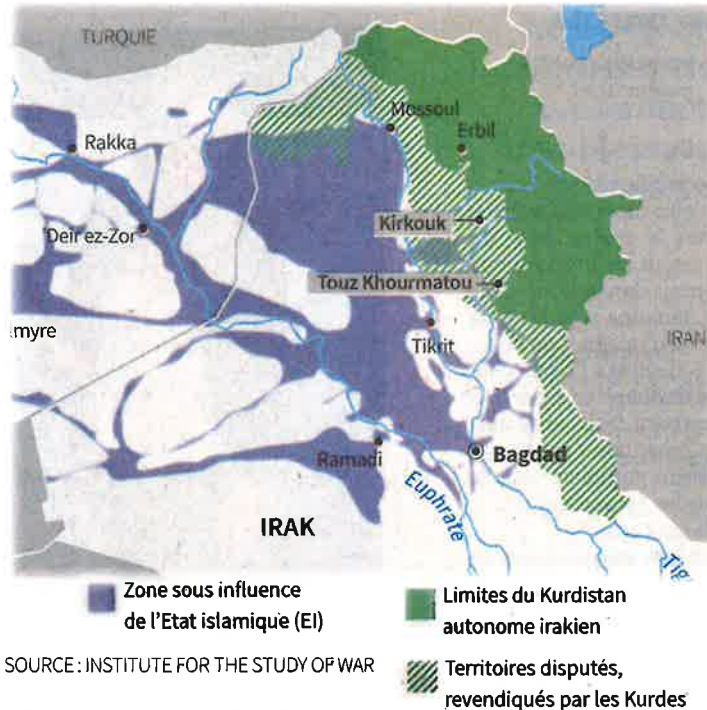 TURQUIE
Mossoul
Rakka
Erbil
Kirkouk
Deir ez-Zor
Touz Khourmatou
myre
Tikrit
IRAN
Ramadi
Bagdad
Euphrate
IRAK
Tig
Zone sous influence
de l'Etat islamique (EI)
Limites du Kurdistan
autonome irakien
SOURCE : INSTITUTE FOR THE STUDY OF WAR
Territoires disputés,
revendiqués par les Kurdes